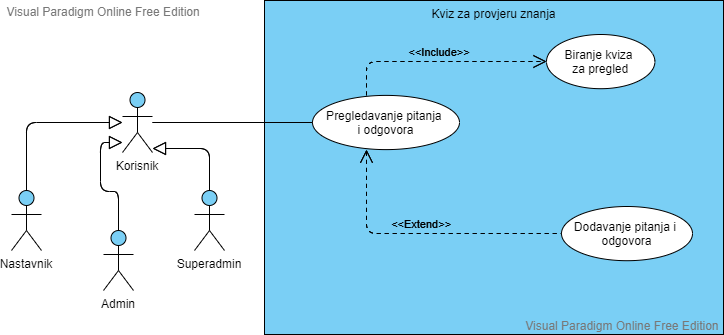 Visual Paradigm Online Free Edition
Kviz za provjeru znanja
<<Include>>
Biranje kviza
za pregled
Pregledavanje pitanja
i odgovora
Korisnik
<<Extend>>
Dodavanje pitanja i
odgovora
Nastavnik
Superadmin
Admin
Visual Paradigm Online Free Edition